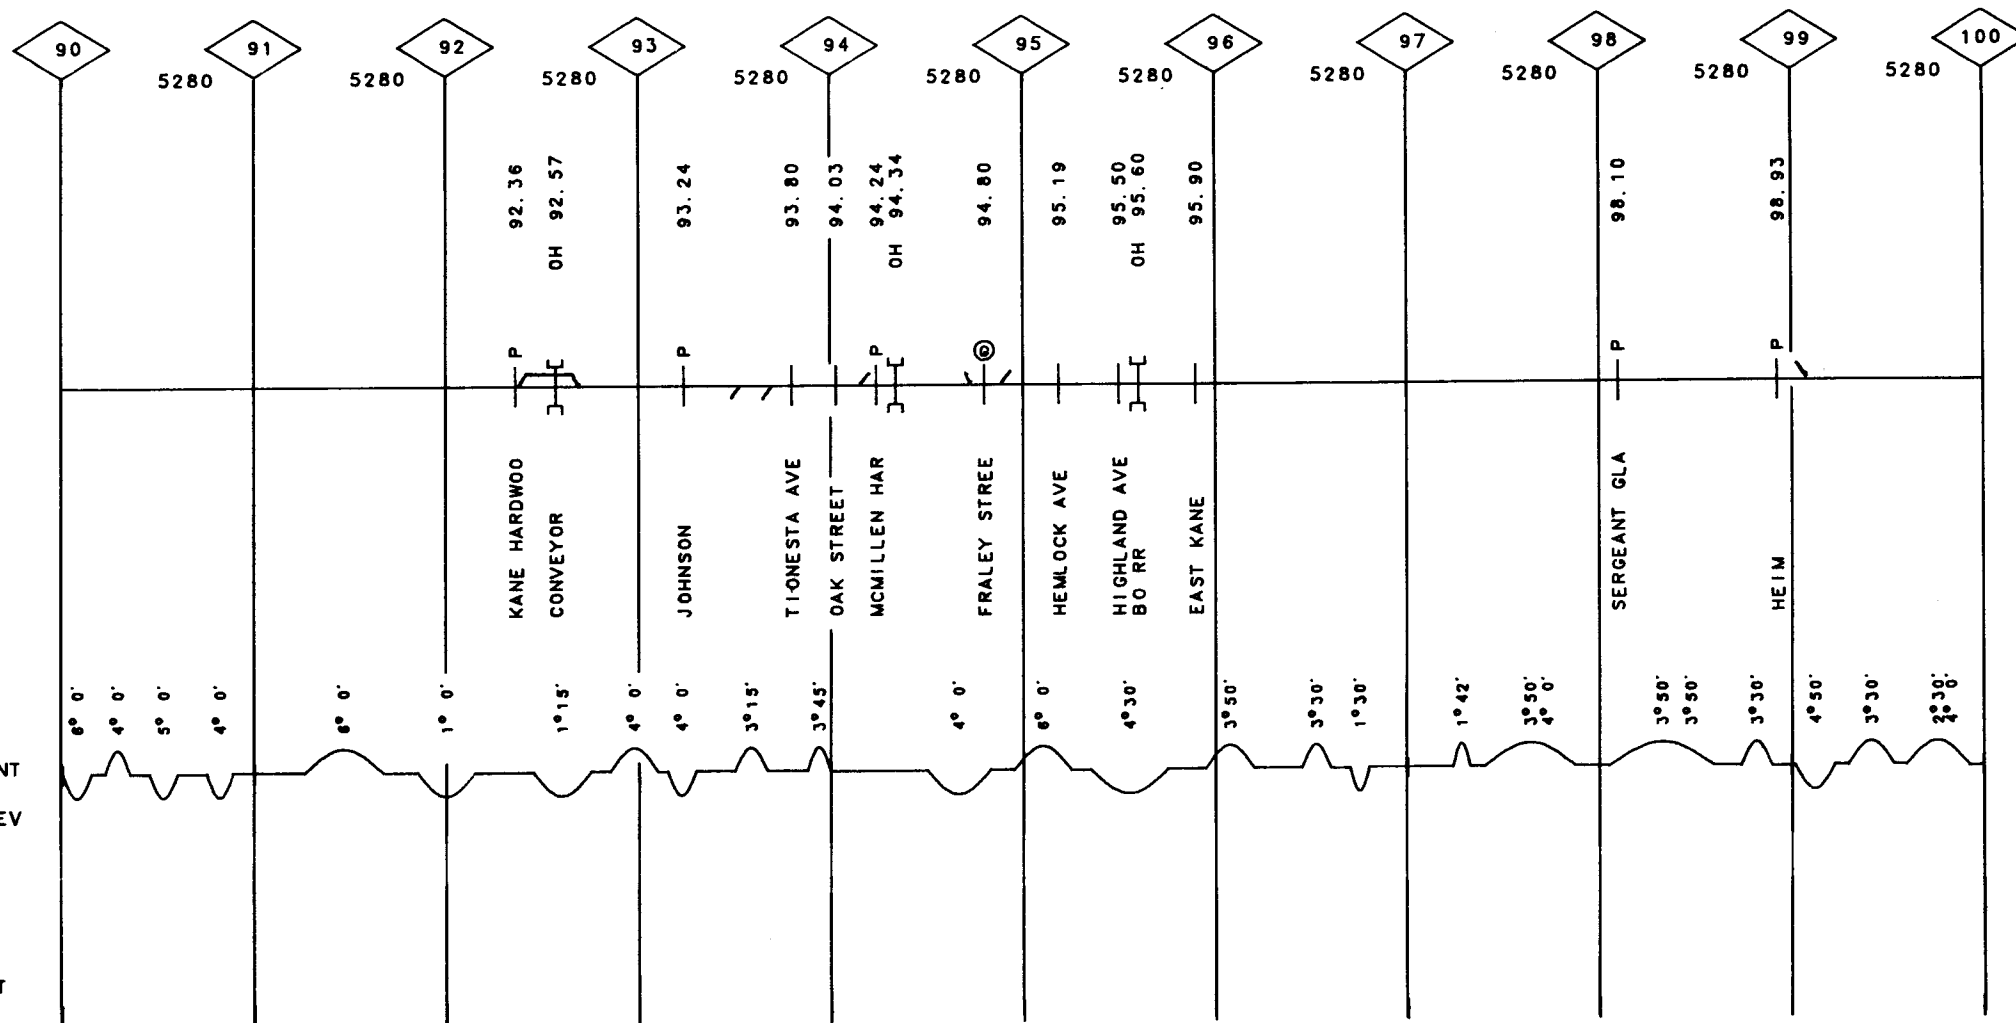 90 91 92 93 94 95 96 97 98 99 100
5280 5280 5280 5280 5280 5280 5280 5280 5280 5280
92.36
OH 92.57
93.24
93.80
94.03
94.24
OH 94.34
94.80
95.19
95.50
OH 95.60
95.90
98.10
98.93
P P P P P
KANE HARDWOO
CONVEYOR
JOHNSON
TIONESTA AVE
OAK STREET
MCMILLEN HAR
FRALEY STREE
HEMLOCK AVE
HIGHLAND AVE
BO RR
EAST KANE
SERGEANT GLA
HEIM
6° 0'
4° 0'
5° 0'
4° 0'
6° 0'
1° 0'
1°15'
4° 0'
4° 0'
3°15'
3°45'
4° 0'
6° 0'
4°30'
3°50'
3°30'
1°30'
1°42'
3°50'
4° 0'
3°50'
3°50'
3°30'
4°50'
3°30'
2°30'
4° 0'
NT
EV
T